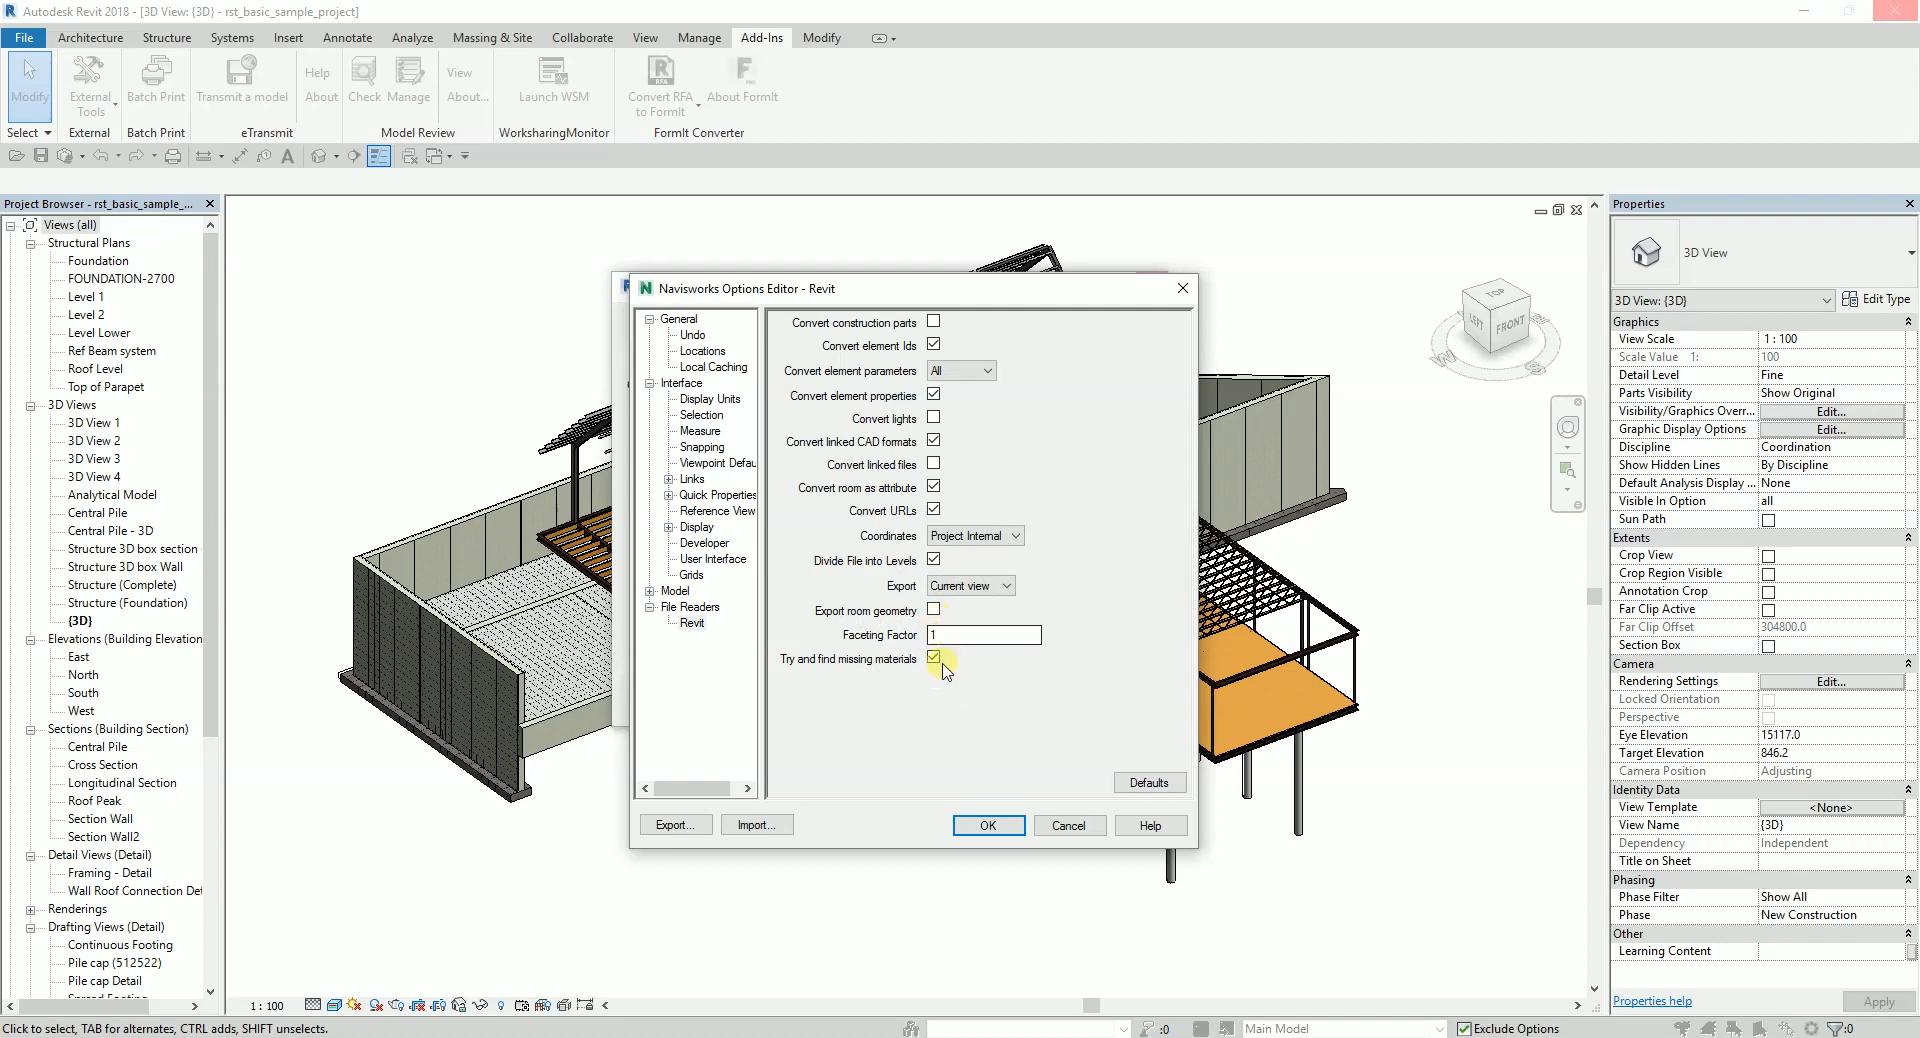 Autodesk Revit 2018 - [3D View: {3D} - rst_basic_sample_project]
File Architecture Structure Systems Insert Annotate Analyze Massing & Site Collaborate View Manage Add-Ins Modify
Modify
External
Tools
Batch Print
Transmit a model
Help
About
Check
Manage
View
About...
Launch WSM
Convert RFA
to FormIt
About FormIt
Select External Batch Print eTransmit Model Review WorksharingMonitor FormIt Converter
Project Browser - rst_basic_sample_...
Views (all)
Structural Plans
Foundation
FOUNDATION-2700
Level 1
Level 2
Level Lower
Ref Beam system
Roof Level
Top of Parapet
3D Views
3D View 1
3D View 2
3D View 3
3D View 4
Analytical Model
Central Pile
Central Pile - 3D
Structure 3D box section
Structure 3D box Wall
Structure (Complete)
Structure (Foundation)
{3D}
Elevations (Building Elevation
East
North
South
West
Sections (Building Section)
Central Pile
Cross Section
Longitudinal Section
Roof Peak
Section Wall
Section Wall2
Detail Views (Detail)
Framing - Detail
Wall Roof Connection Det
Renderings
Drafting Views (Detail)
Continuous Footing
Pile cap (512522)
Pile cap Detail
Navisworks Options Editor - Revit
General
Undo
Locations
Local Caching
Interface
Display Units
Selection
Measure
Snapping
Viewpoint Defau
Links
Quick Properties
Reference View
Display
Developer
User Interface
Grids
Model
File Readers
Revit
Convert construction parts
Convert element Ids
Convert element parameters All
Convert element properties
Convert lights
Convert linked CAD formats
Convert linked files
Convert room as attribute
Convert URLs
Coordinates Project Internal
Divide File into Levels
Export Current view
Export room geometry
Faceting Factor 1
Try and find missing materials
Defaults
Export... Import... OK Cancel Help
TOP
LEFT
FRONT
Properties
3D View
3D View: {3D} Edit Type
Graphics
View Scale 1 : 100
Scale Value 1: 100
Detail Level Fine
Parts Visibility Show Original
Visibility/Graphics Overr... Edit...
Graphic Display Options Edit...
Discipline Coordination
Show Hidden Lines By Discipline
Default Analysis Display ... None
Visible In Option all
Sun Path
Extents
Crop View
Crop Region Visible
Annotation Crop
Far Clip Active
Far Clip Offset 304800.0
Section Box
Camera
Rendering Settings Edit...
Locked Orientation
Perspective
Eye Elevation 15117.0
Target Elevation 846.2
Camera Position Adjusting
Identity Data
View Template <None>
View Name {3D}
Dependency Independent
Title on Sheet
Phasing
Phase Filter Show All
Phase New Construction
Other
Learning Content
Properties help Apply
1 : 100
Click to select, TAB for alternates, CTRL adds, SHIFT unselects.
:0
Main Model
Exclude Options
:0